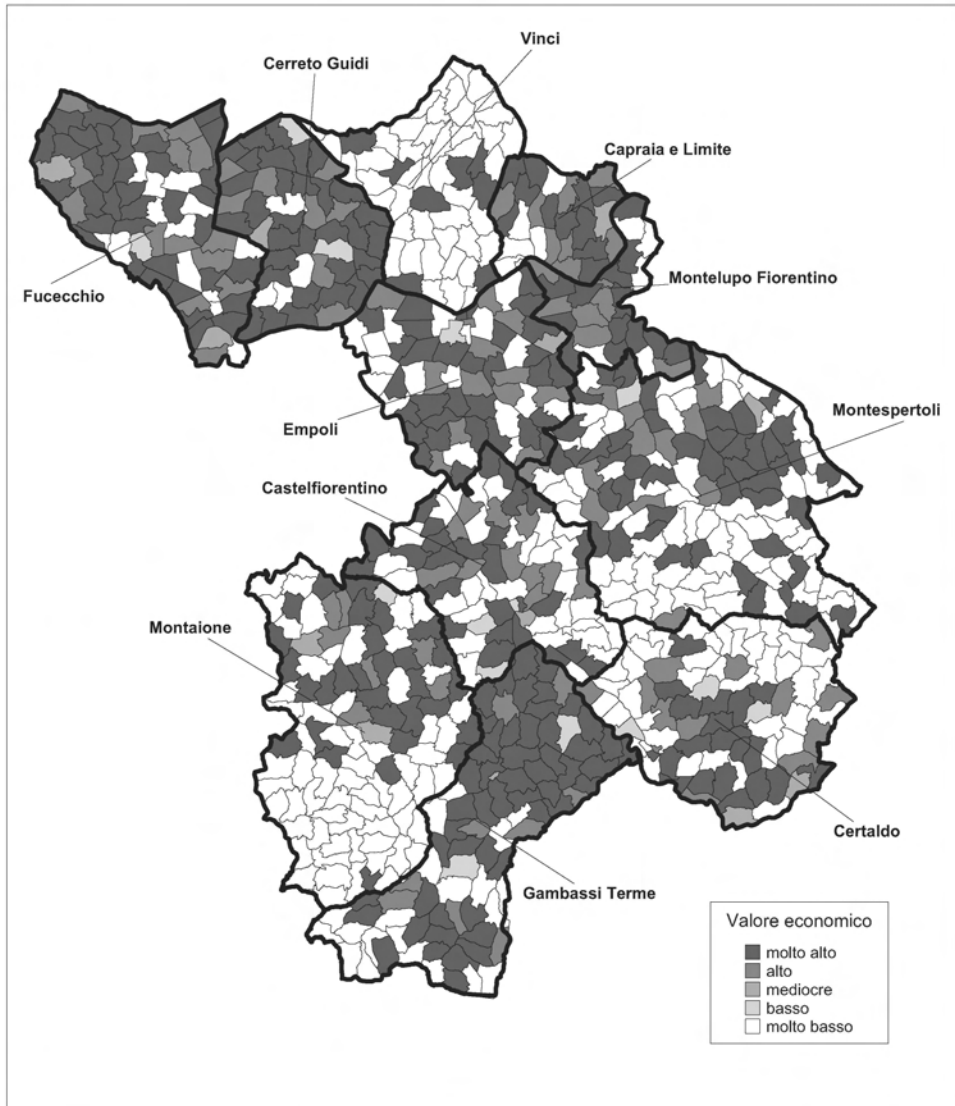 Vinci
Cerreto Guidi
Capraia e Limite
Montelupo Fiorentino
Fucecchio
Montespertoli
Empoli
Castelfiorentino
Montaione
Certaldo
Gambassi Terme
Valore economico
molto alto
alto
mediocre
basso
molto basso